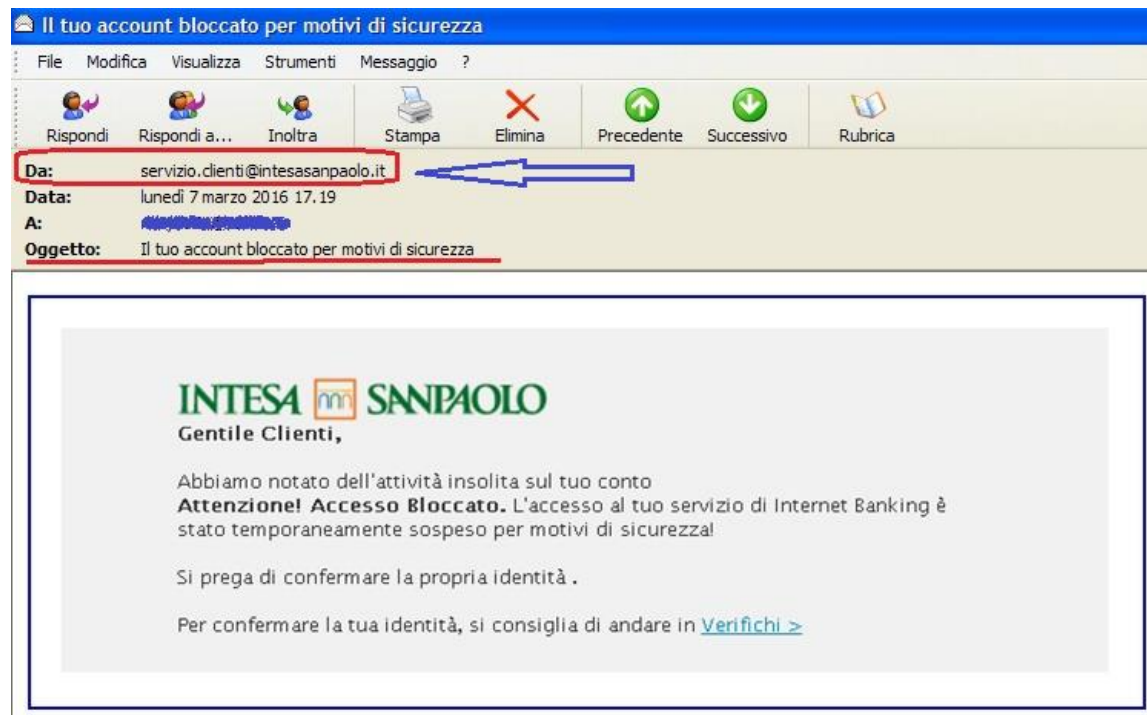 Il tuo account bloccato per motivi di sicurezza
File Modifica Visualizza Strumenti Messaggio ?
Rispondi Rispondi a... Inoltra Stampa Elimina Precedente Successivo Rubrica
Da: servizio.clienti@intesasanpaolo.it
Data: lunedì 7 marzo 2016 17.19
A:
Oggetto: Il tuo account bloccato per motivi di sicurezza
INTESA SANPAOLO
Gentile Clienti,
Abbiamo notato dell'attività insolita sul tuo conto
Attenzione! Accesso Bloccato. L'accesso al tuo servizio di Internet Banking è
stato temporaneamente sospeso per motivi di sicurezza!
Si prega di confermare la propria identità .
Per confermare la tua identità, si consiglia di andare in Verifichi >